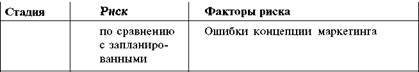 Стадия Риск Факторы риска
по сравнению Ошибки концепции маркетинга
с запланиро-
ванными